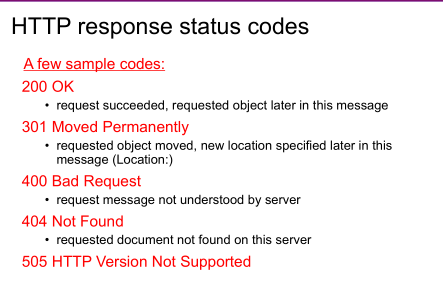 HTTP response status codes
A few sample codes:
200 OK
• request succeeded, requested object later in this message
301 Moved Permanently
• requested object moved, new location specified later in this
message (Location:)
400 Bad Request
• request message not understood by server
404 Not Found
• requested document not found on this server
505 HTTP Version Not Supported